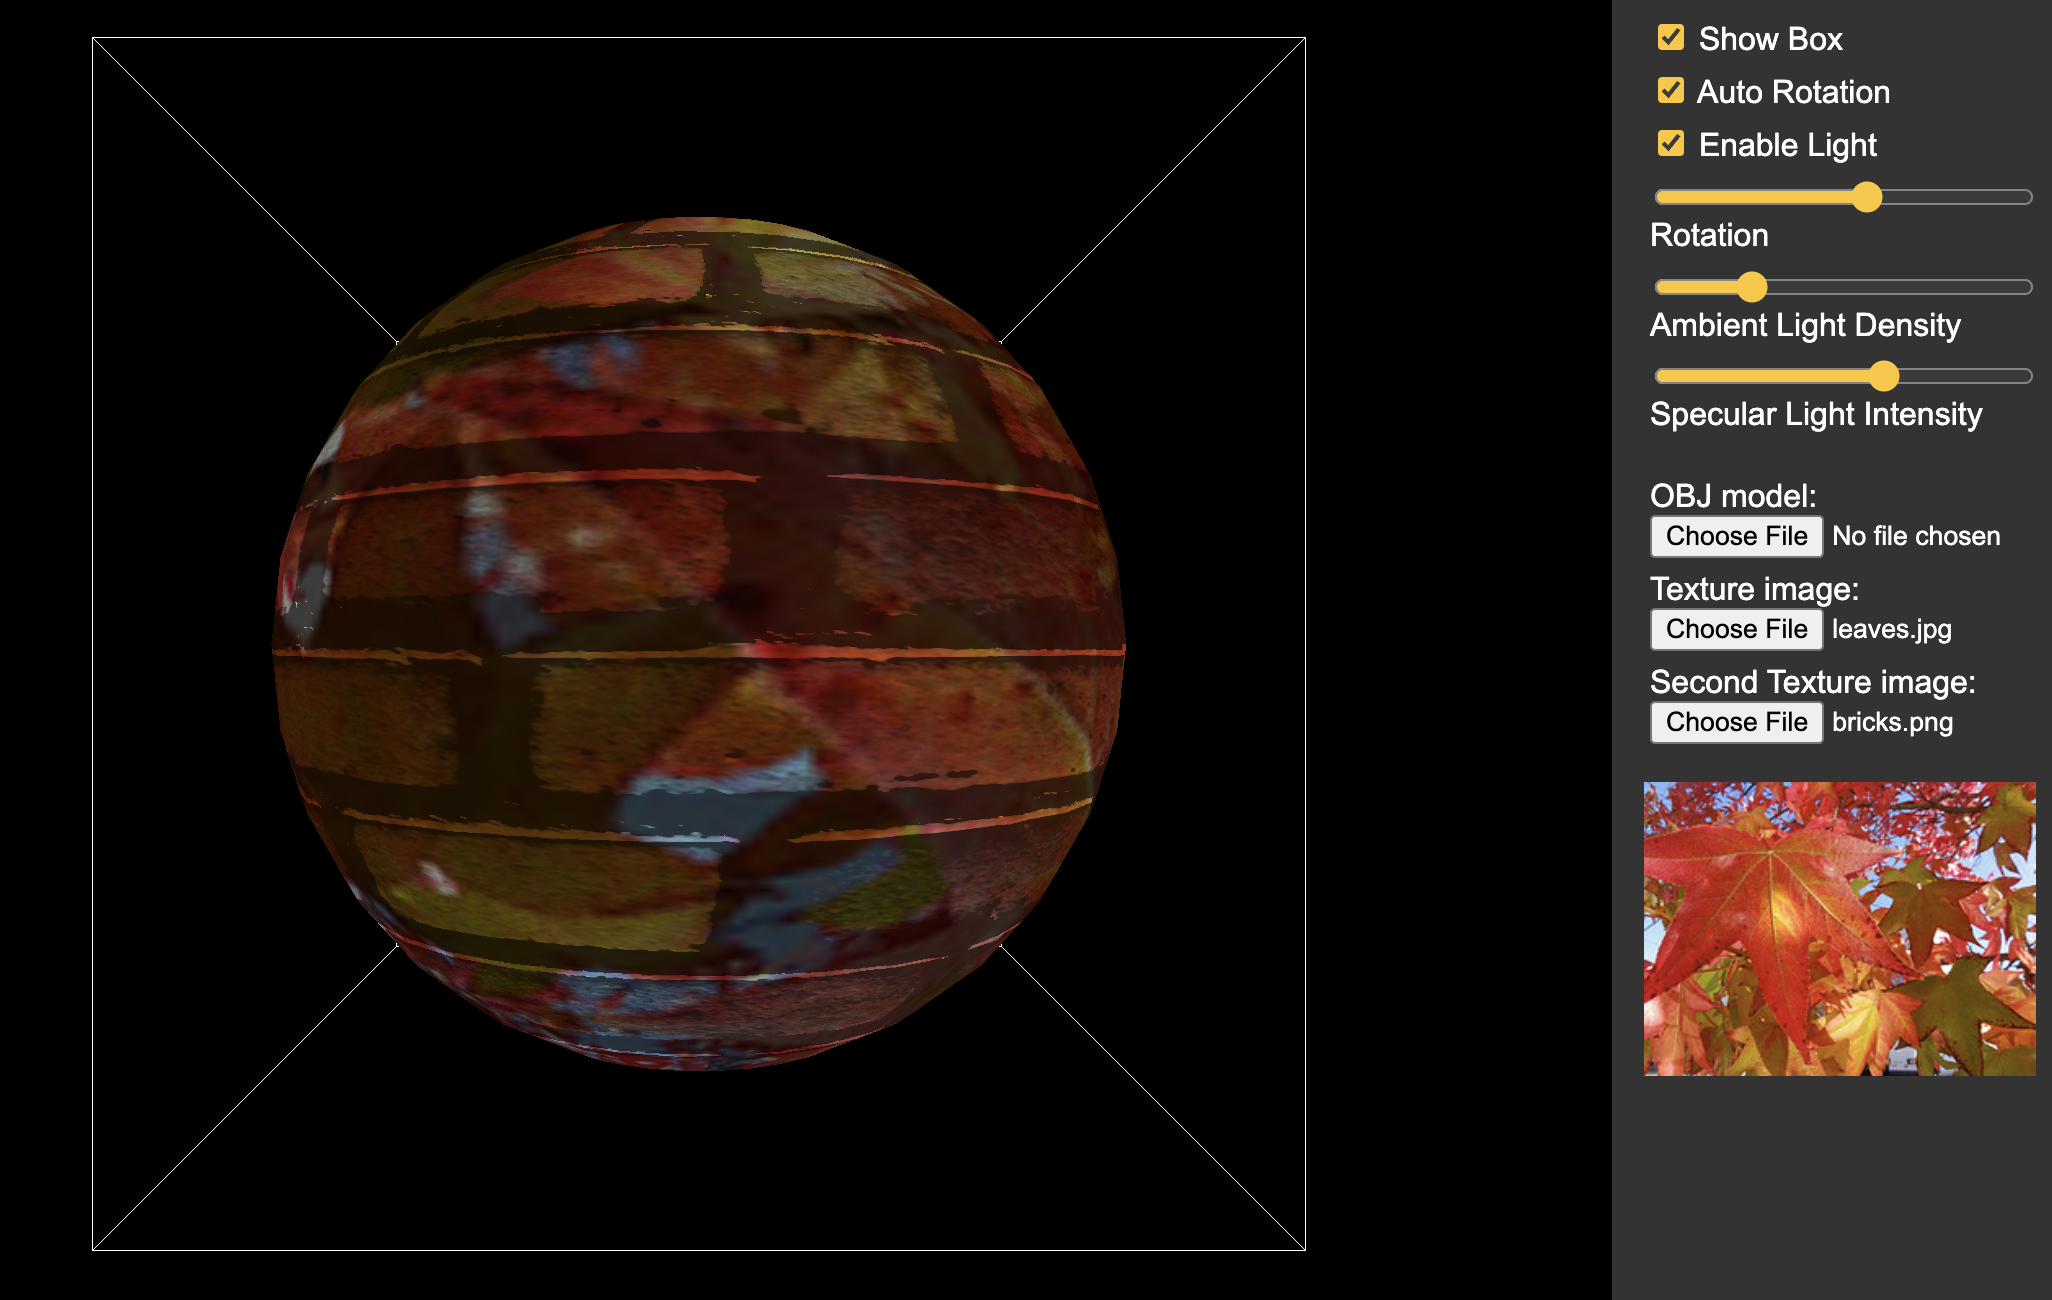 Show Box
Auto Rotation
Enable Light
Rotation
Ambient Light Density
Specular Light Intensity
OBJ model:
Choose File No file chosen
Texture image:
Choose File leaves.jpg
Second Texture image:
Choose File bricks.png